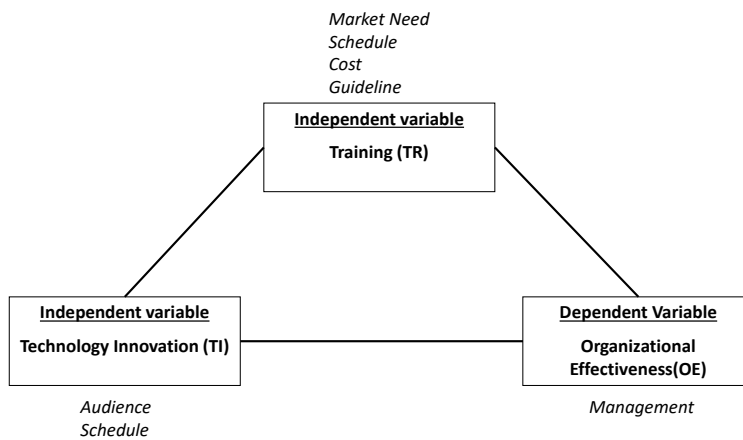 Market Need
Schedule
Cost
Guideline
Independent variable
Training (TR)
Independent variable
Technology Innovation (TI)
Dependent Variable
Organizational
Effectiveness(OE)
Audience
Schedule
Management